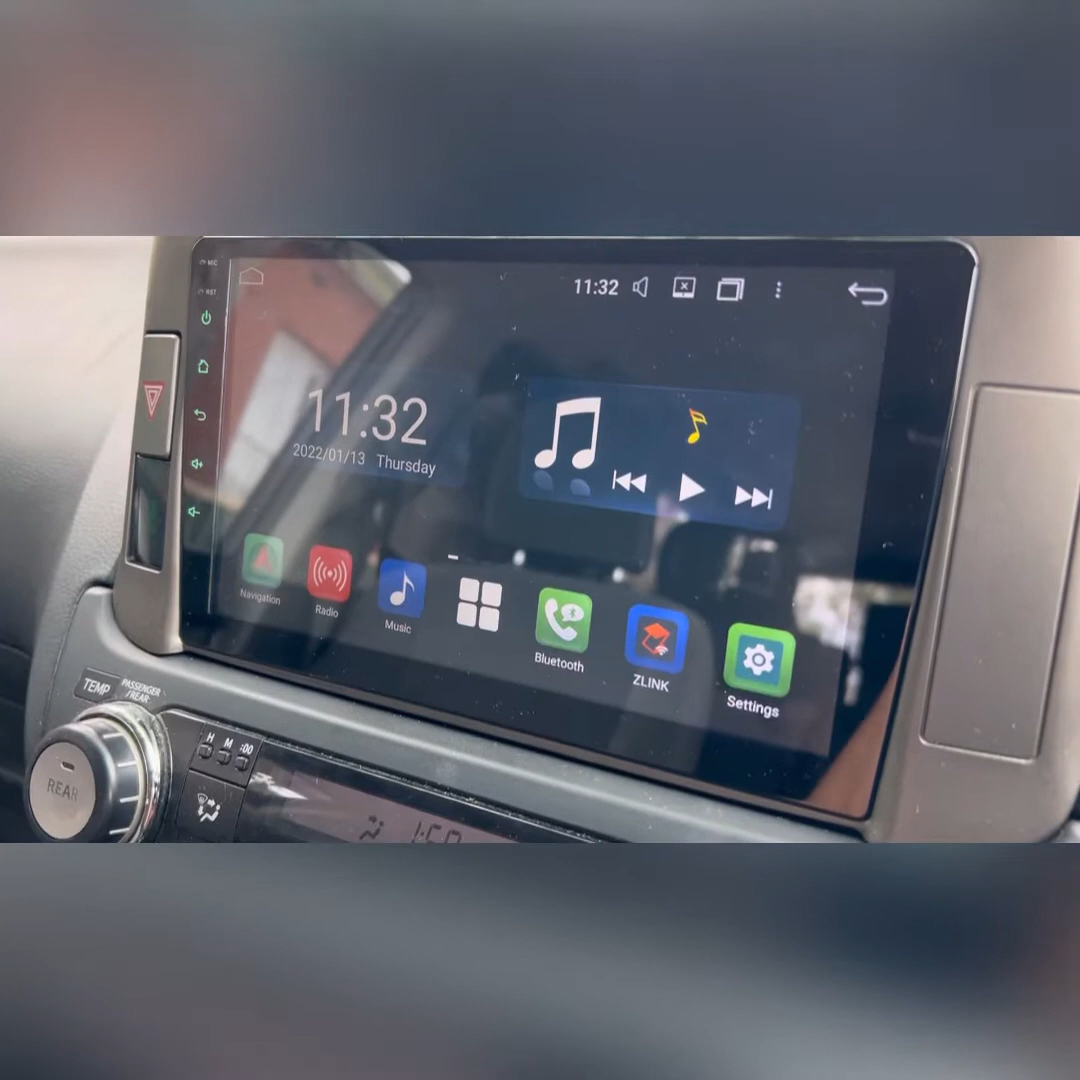 MIC
RST
11:32
11:32
2022/01/13 Thursday
Navigation
Radio
Music
Bluetooth
ZLINK
Settings
TEMP
PASSENGER
/REAR
H M :00
REAR